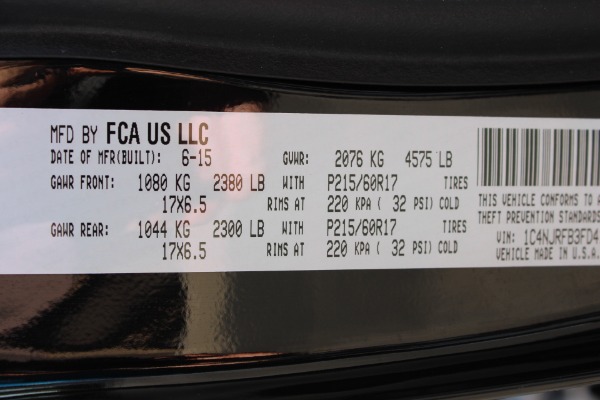 MFD BY FCA US LLC
DATE OF MFR(BUILT): 6-15 GVWR: 2076 KG 4575 LB
GAWR FRONT: 1080 KG 2380 LB WITH P215/60R17 TIRES
17X6.5 RIMS AT 220 KPA ( 32 PSI) COLD
GAWR REAR: 1044 KG 2300 LB WITH P215/60R17 TIRES
17X6.5 RIMS AT 220 KPA ( 32 PSI) COLD
THIS VEHICLE CONFORMS TO A
THEFT PREVENTION STANDARDS
VIN: 1C4NJRFB3FD4
VEHICLE MADE IN U.S.A.